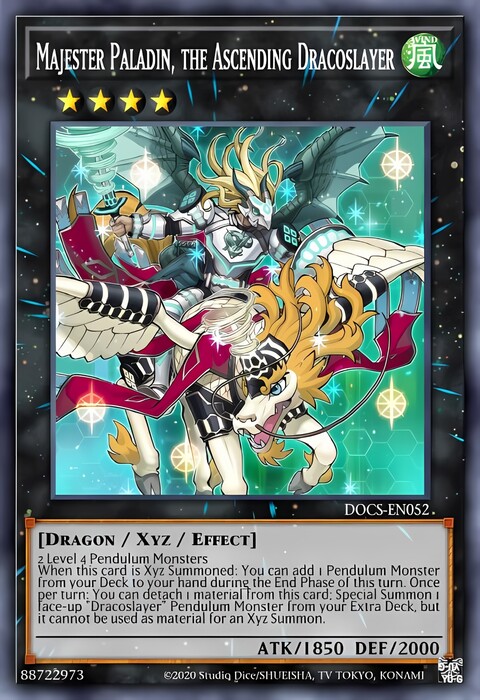 MAJESTER PALADIN, THE ASCENDING DRACOSLAYER
WIND
風
DOCS-EN052
[DRAGON / XYZ / EFFECT]
2 Level 4 Pendulum Monsters
When this card is Xyz Summoned: You can add 1 Pendulum Monster
from your Deck to your hand during the End Phase of this turn. Once
per turn: You can detach 1 material from this card; Special Summon 1
face-up "Dracoslayer" Pendulum Monster from your Extra Deck, but
it cannot be used as material for an Xyz Summon.
ATK/1850 DEF/2000
88722973
©2020 Studio Dice/SHUEISHA, TV TOKYO, KONAMI